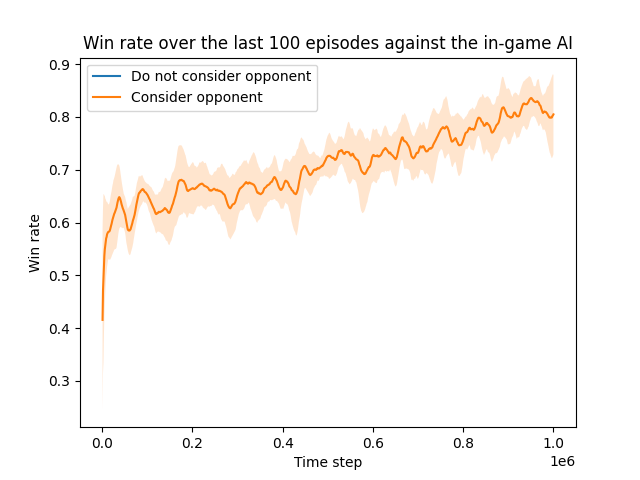 Win rate over the last 100 episodes against the in-game AI
Do not consider opponent
Consider opponent
Win rate
0.9
0.8
0.7
0.6
0.5
0.4
0.3
0.0 0.2 0.4 0.6 0.8 1.0
Time step
1e6